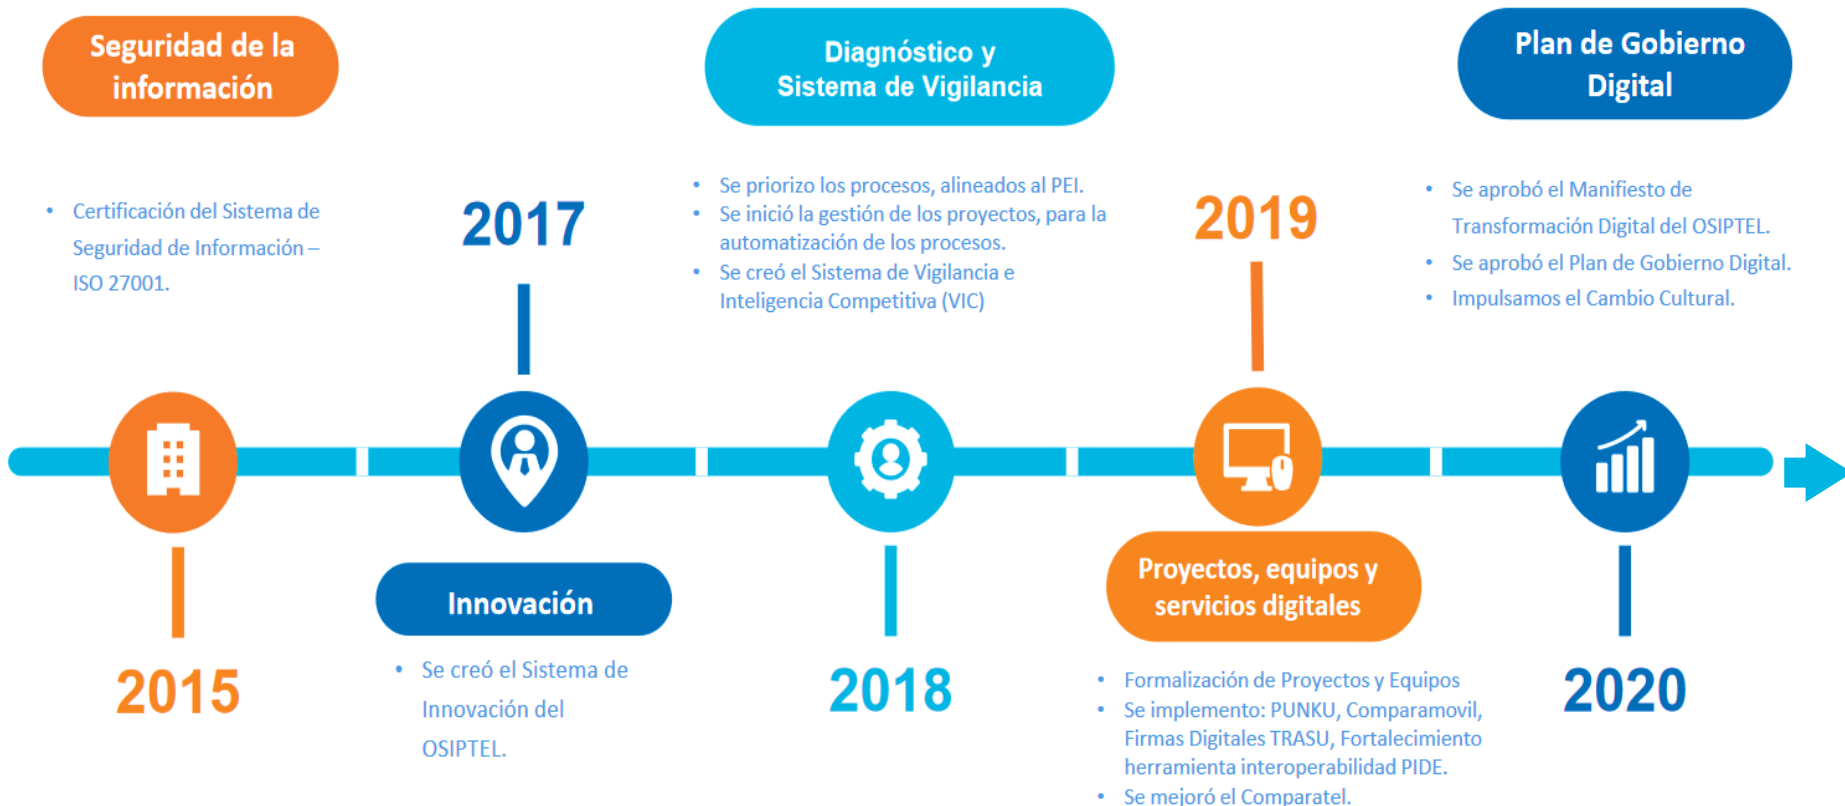 Seguridad de la
información
• Certificación del Sistema de
Seguridad de Información –
ISO 27001.
2015
2017
Innovación
• Se creó el Sistema de
Innovación del
OSIPTEL.
Diagnóstico y
Sistema de Vigilancia
• Se priorizo los procesos, alineados al PEI.
• Se inició la gestión de los proyectos, para la
automatización de los procesos.
• Se creó el Sistema de Vigilancia e
Inteligencia Competitiva (VIC)
2018
2019
Proyectos, equipos y
servicios digitales
• Formalización de Proyectos y Equipos
• Se implemento: PUNKU, Comparamovil,
Firmas Digitales TRASU, Fortalecimiento
herramienta interoperabilidad PIDE.
• Se mejoró el Comparatel.
Plan de Gobierno
Digital
• Se aprobó el Manifiesto de
Transformación Digital del OSIPTEL.
• Se aprobó el Plan de Gobierno Digital.
• Impulsamos el Cambio Cultural.
2020